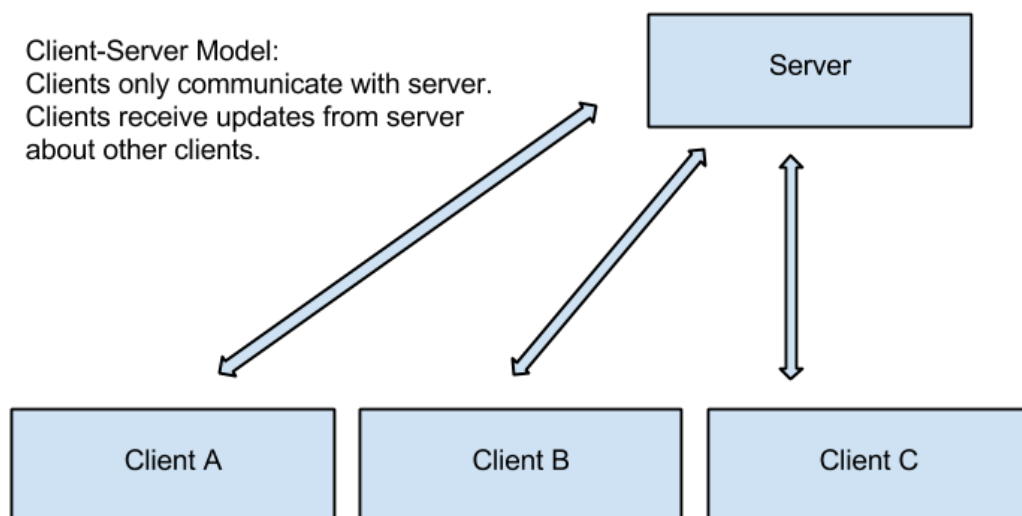 Client-Server Model:
Clients only communicate with server.
Clients receive updates from server
about other clients.
Server
Client A
Client B
Client C